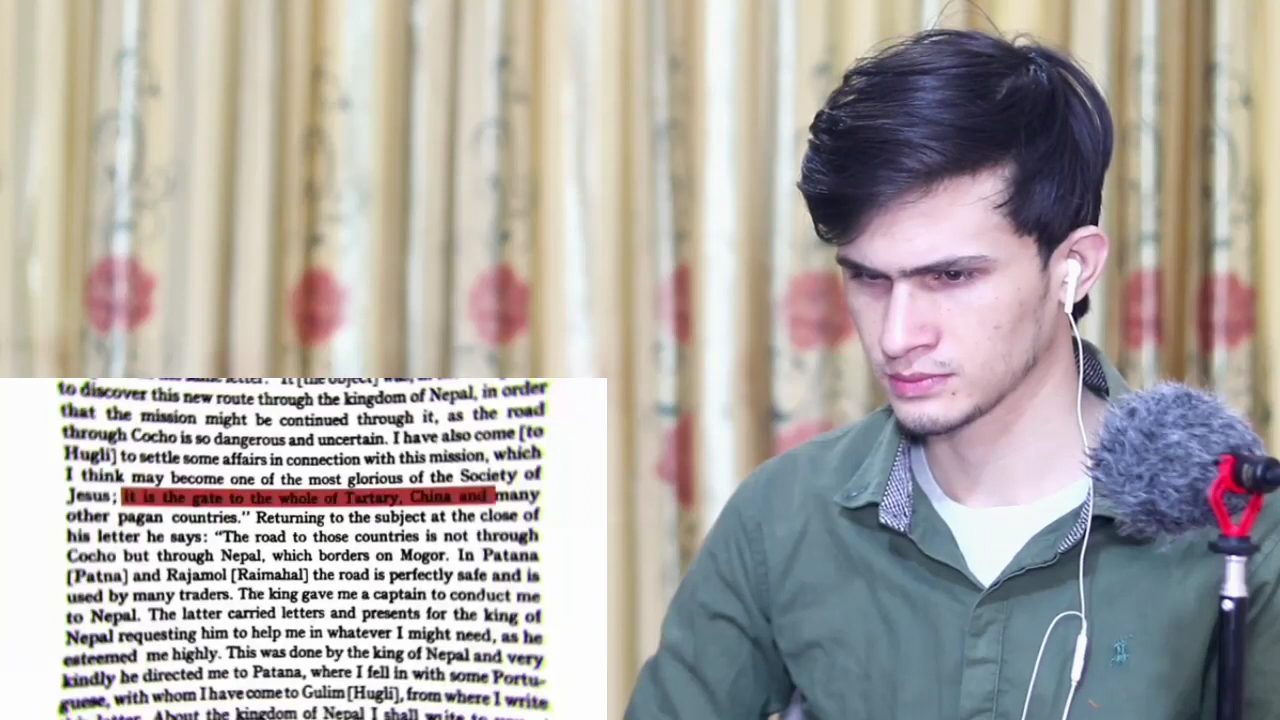 to discover this new route through the kingdom of Nepal, in order
that the mission might be continued through it, as the road
through Cocho is so dangerous and uncertain. I have also come [to
Hugli] to settle some affairs in connection with this mission, which
I think may become one of the most glorious of the Society of
Jesus; it is the gate to the whole of Tartary, China and many
other pagan countries." Returning to the subject at the close of
his letter he says: "The road to those countries is not through
Cocho but through Nepal, which borders on Mogor. In Patana
[Patna] and Rajamol [Raimahal] the road is perfectly safe and is
used by many traders. The king gave me a captain to conduct me
to Nepal. The latter carried letters and presents for the king of
Nepal requesting him to help me in whatever I might need, as he
esteemed me highly. This was done by the king of Nepal and very
kindly he directed me to Patana, where I fell in with some Portu-
guese, with whom I have come to Gulim [Hugli], from where I write
letter. About the kingdom of Nepal I shall write to